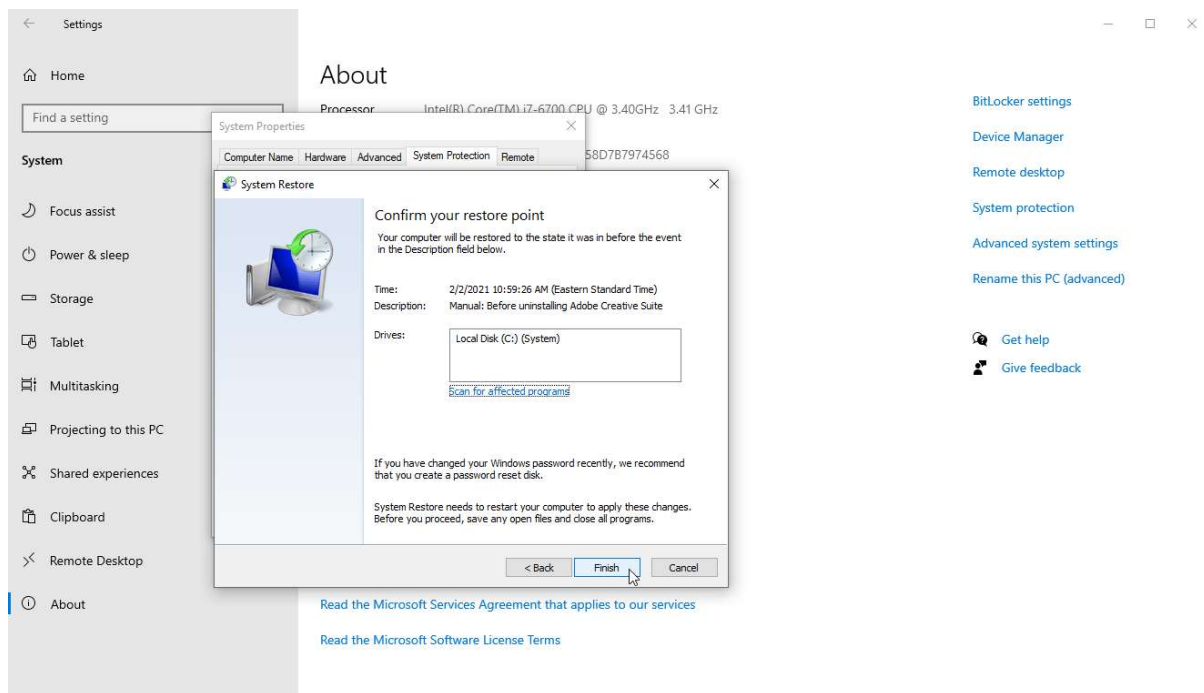 Settings
Home
Find a setting
System
Focus assist
Power & sleep
Storage
Tablet
Multitasking
Projecting to this PC
Shared experiences
Clipboard
Remote Desktop
About
About
Processor Intel(R) Core(TM) i7-6700 CPU @ 3.40GHz 3.41 GHz
58D7B7974568
System Properties
Computer Name Hardware Advanced System Protection Remote
System Restore
Confirm your restore point
Your computer will be restored to the state it was in before the event
in the Description field below.
Time: 2/2/2021 10:59:26 AM (Eastern Standard Time)
Description: Manual: Before uninstalling Adobe Creative Suite
Drives: Local Disk (C:) (System)
Scan for affected programs
If you have changed your Windows password recently, we recommend
that you create a password reset disk.
System Restore needs to restart your computer to apply these changes.
Before you proceed, save any open files and close all programs.
< Back Finish Cancel
Read the Microsoft Services Agreement that applies to our services
Read the Microsoft Software License Terms
BitLocker settings
Device Manager
Remote desktop
System protection
Advanced system settings
Rename this PC (advanced)
Get help
Give feedback